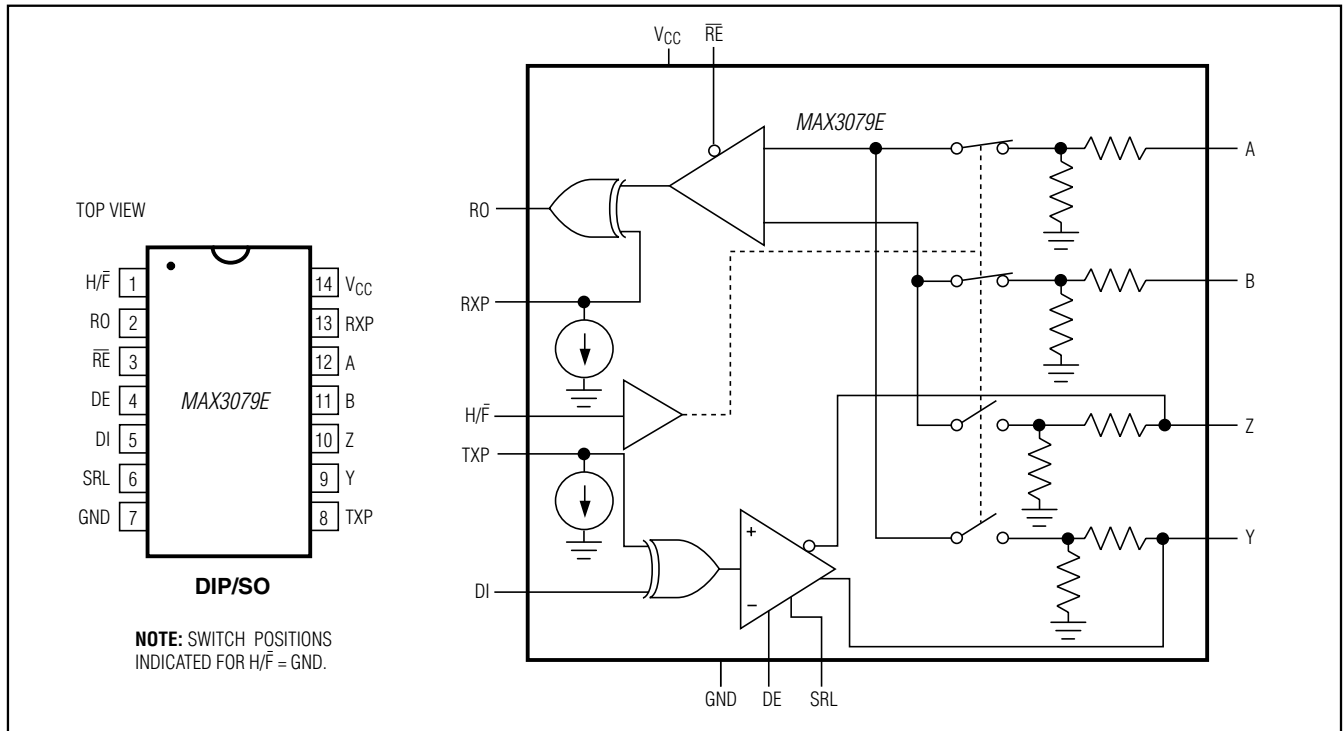 TOP VIEW
H/F̅ 1
RO 2
R̅E̅ 3
DE 4
DI 5
SRL 6
GND 7
MAX3079E
14 VCC
13 RXP
12 A
11 B
10 Z
9 Y
8 TXP
DIP/SO
NOTE: SWITCH POSITIONS
INDICATED FOR H/F̅ = GND.
VCC
R̅E̅
MAX3079E
RO
RXP
H/F̅
TXP
DI
+
−
A
B
Z
Y
GND
DE
SRL